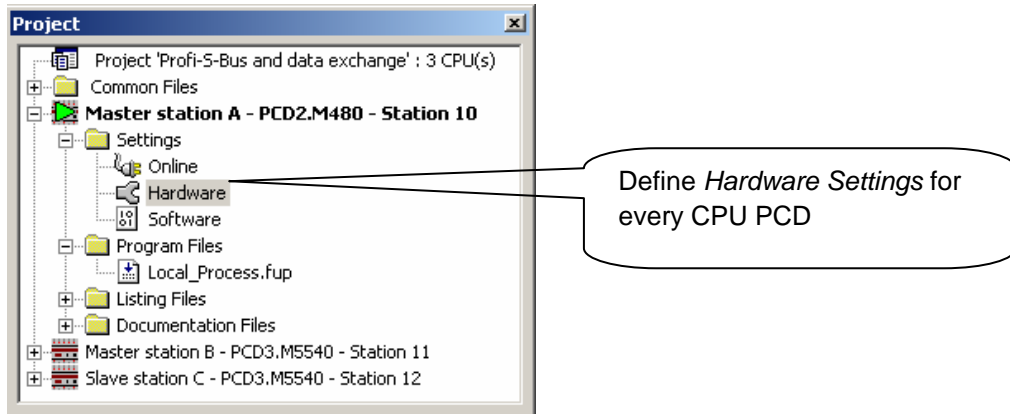 Project
Project 'Profi-S-Bus and data exchange' : 3 CPU(s)
Common Files
Master station A - PCD2.M480 - Station 10
Settings
Online
Hardware
Software
Program Files
Local_Process.fup
Listing Files
Documentation Files
Master station B - PCD3.M5540 - Station 11
Slave station C - PCD3.M5540 - Station 12
Define Hardware Settings for
every CPU PCD